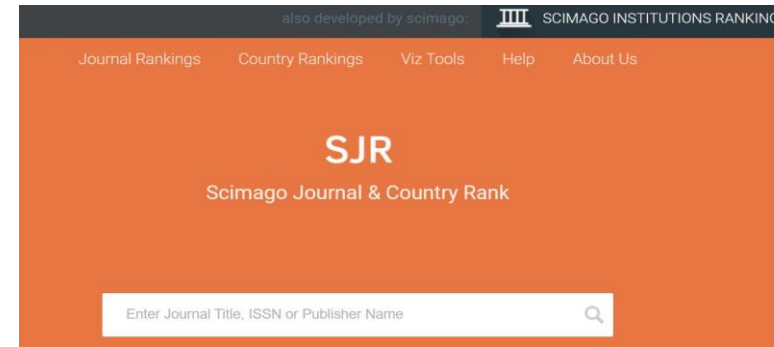 also developed by scimago: SCIMAGO INSTITUTIONS RANKING
Journal Rankings Country Rankings Viz Tools Help About Us
SJR
Scimago Journal & Country Rank
Enter Journal Title, ISSN or Publisher Name